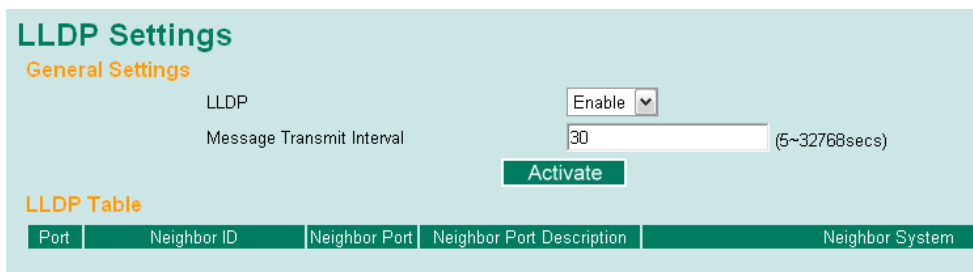 LLDP Settings
General Settings
LLDP Enable
Message Transmit Interval 30 (5~32768secs)
Activate
LLDP Table
Port Neighbor ID Neighbor Port Neighbor Port Description Neighbor System